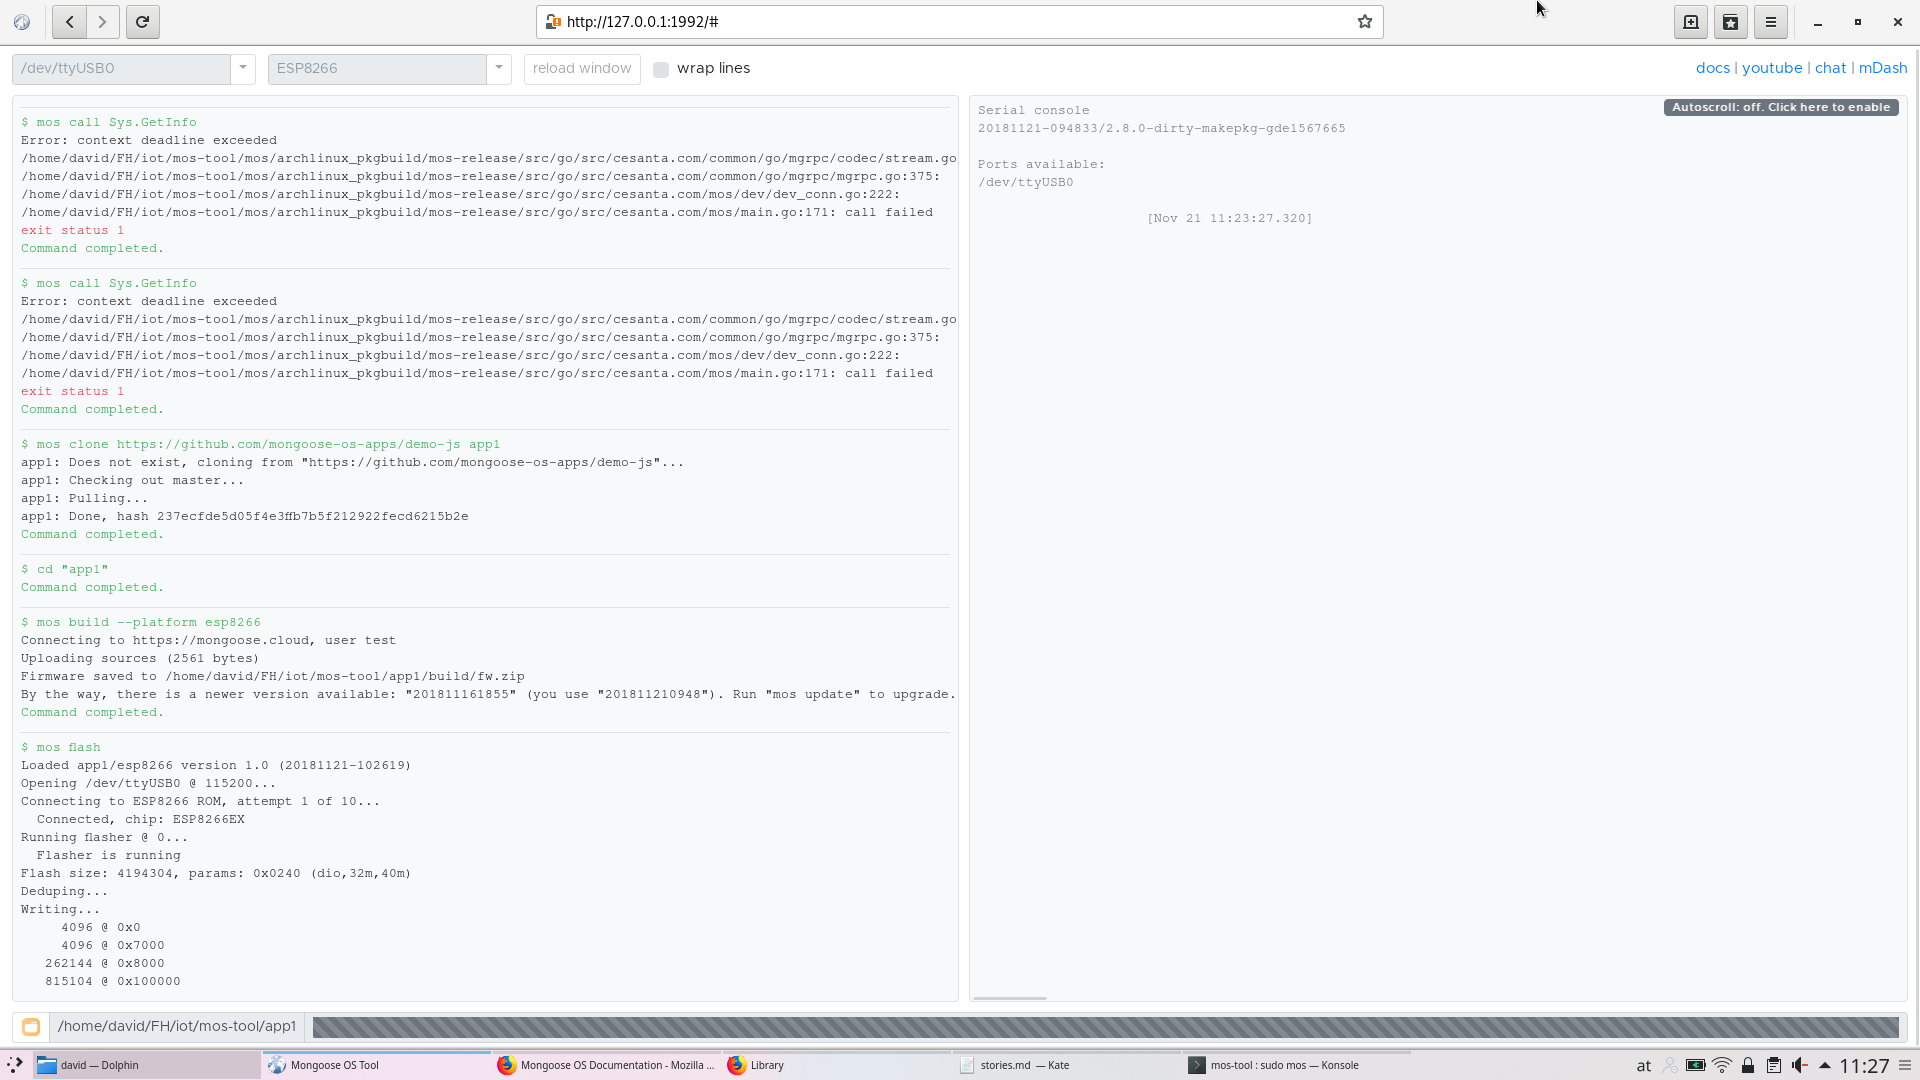 http://127.0.0.1:1992/#
/dev/ttyUSB0
ESP8266
reload window
wrap lines
docs | youtube | chat | mDash
$ mos call Sys.GetInfo
Error: context deadline exceeded
/home/david/FH/iot/mos-tool/mos/archlinux_pkgbuild/mos-release/src/go/src/cesanta.com/common/go/mgrpc/codec/stream.go
/home/david/FH/iot/mos-tool/mos/archlinux_pkgbuild/mos-release/src/go/src/cesanta.com/common/go/mgrpc/mgrpc.go:375:
/home/david/FH/iot/mos-tool/mos/archlinux_pkgbuild/mos-release/src/go/src/cesanta.com/mos/dev/dev_conn.go:222:
/home/david/FH/iot/mos-tool/mos/archlinux_pkgbuild/mos-release/src/go/src/cesanta.com/mos/main.go:171: call failed
exit status 1
Command completed.
$ mos call Sys.GetInfo
Error: context deadline exceeded
/home/david/FH/iot/mos-tool/mos/archlinux_pkgbuild/mos-release/src/go/src/cesanta.com/common/go/mgrpc/codec/stream.go
/home/david/FH/iot/mos-tool/mos/archlinux_pkgbuild/mos-release/src/go/src/cesanta.com/common/go/mgrpc/mgrpc.go:375:
/home/david/FH/iot/mos-tool/mos/archlinux_pkgbuild/mos-release/src/go/src/cesanta.com/mos/dev/dev_conn.go:222:
/home/david/FH/iot/mos-tool/mos/archlinux_pkgbuild/mos-release/src/go/src/cesanta.com/mos/main.go:171: call failed
exit status 1
Command completed.
$ mos clone https://github.com/mongoose-os-apps/demo-js app1
app1: Does not exist, cloning from "https://github.com/mongoose-os-apps/demo-js"...
app1: Checking out master...
app1: Pulling...
app1: Done, hash 237ecfde5d05f4e3ffb7b5f212922fecd6215b2e
Command completed.
$ cd "app1"
Command completed.
$ mos build --platform esp8266
Connecting to https://mongoose.cloud, user test
Uploading sources (2561 bytes)
Firmware saved to /home/david/FH/iot/mos-tool/app1/build/fw.zip
By the way, there is a newer version available: "201811161855" (you use "201811210948"). Run "mos update" to upgrade.
Command completed.
$ mos flash
Loaded app1/esp8266 version 1.0 (20181121-102619)
Opening /dev/ttyUSB0 @ 115200...
Connecting to ESP8266 ROM, attempt 1 of 10...
Connected, chip: ESP8266EX
Running flasher @ 0...
Flasher is running
Flash size: 4194304, params: 0x0240 (dio,32m,40m)
Deduping...
Writing...
4096 @ 0x0
4096 @ 0x7000
262144 @ 0x8000
815104 @ 0x100000
Serial console
Autoscroll: off. Click here to enable
20181121-094833/2.8.0-dirty-makepkg-gde1567665
Ports available:
/dev/ttyUSB0
[Nov 21 11:23:27.320]
/home/david/FH/iot/mos-tool/app1
david — Dolphin
Mongoose OS Tool
Mongoose OS Documentation - Mozilla ...
Library
stories.md — Kate
mos-tool : sudo mos — Konsole
at
11:27